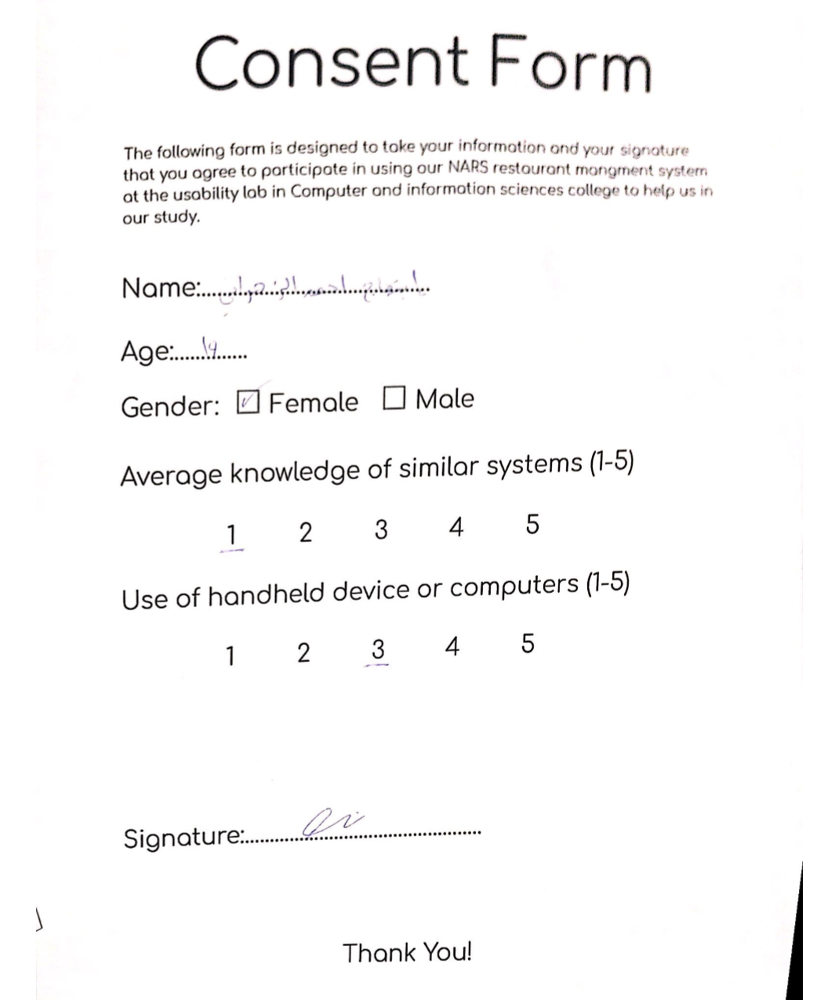 Consent Form
The following form is designed to take your information and your signature
that you agree to participate in using our NARS restaurant mangment system
at the usability lab in Computer and information sciences college to help us in
our study.
Name: احمد
Age: ١٩
Gender: ☑ Female ☐ Male
Average knowledge of similar systems (1-5)
1 2 3 4 5
Use of handheld device or computers (1-5)
1 2 3 4 5
Signature:
Thank You!